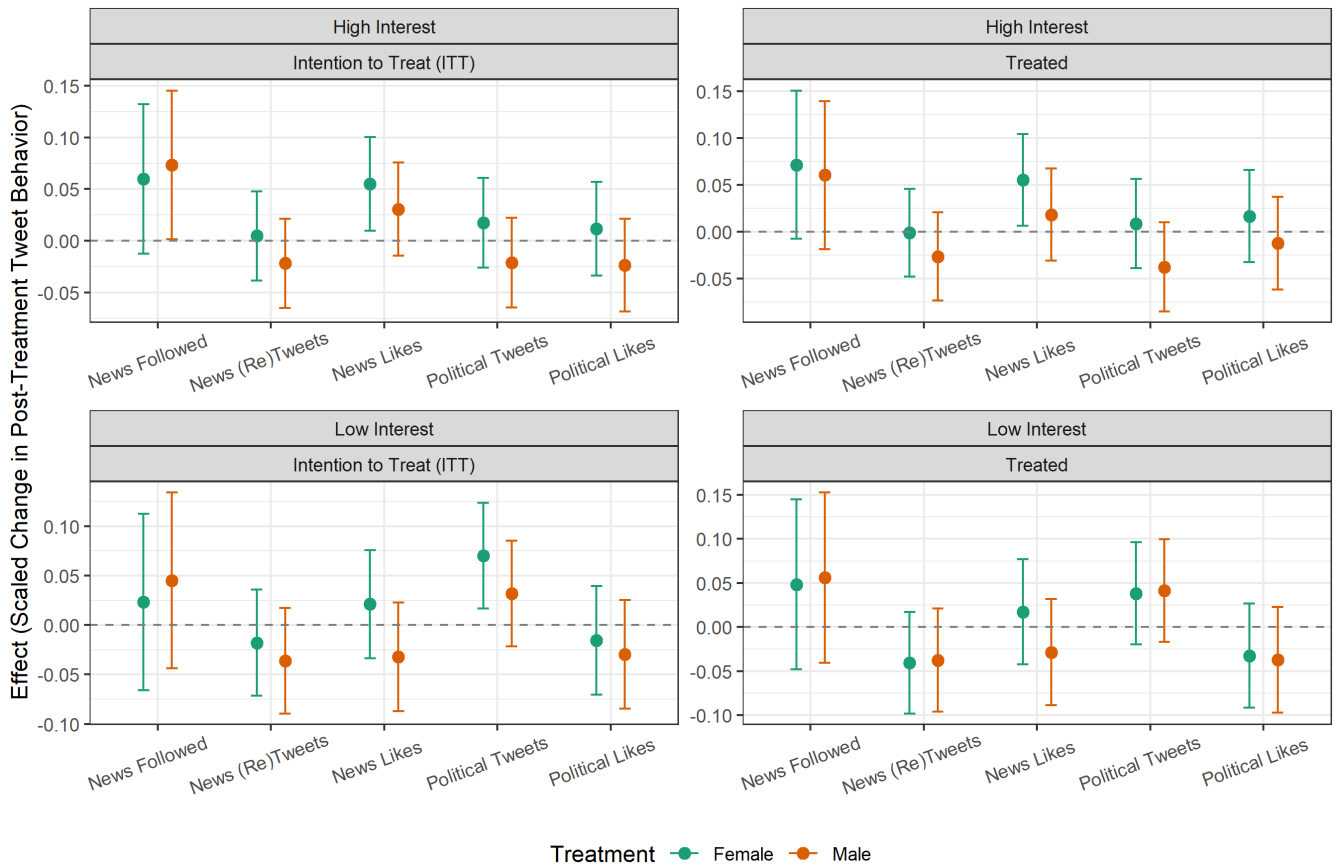 Effect (Scaled Change in Post-Treatment Tweet Behavior)
High Interest
Intention to Treat (ITT)
0.15
0.10
0.05
0.00
-0.05
News Followed
News (Re)Tweets
News Likes
Political Tweets
Political Likes
High Interest
Treated
0.15
0.10
0.05
0.00
-0.05
News Followed
News (Re)Tweets
News Likes
Political Tweets
Political Likes
Low Interest
Intention to Treat (ITT)
0.10
0.05
0.00
-0.05
-0.10
News Followed
News (Re)Tweets
News Likes
Political Tweets
Political Likes
Low Interest
Treated
0.15
0.10
0.05
0.00
-0.05
-0.10
News Followed
News (Re)Tweets
News Likes
Political Tweets
Political Likes
Treatment Female Male